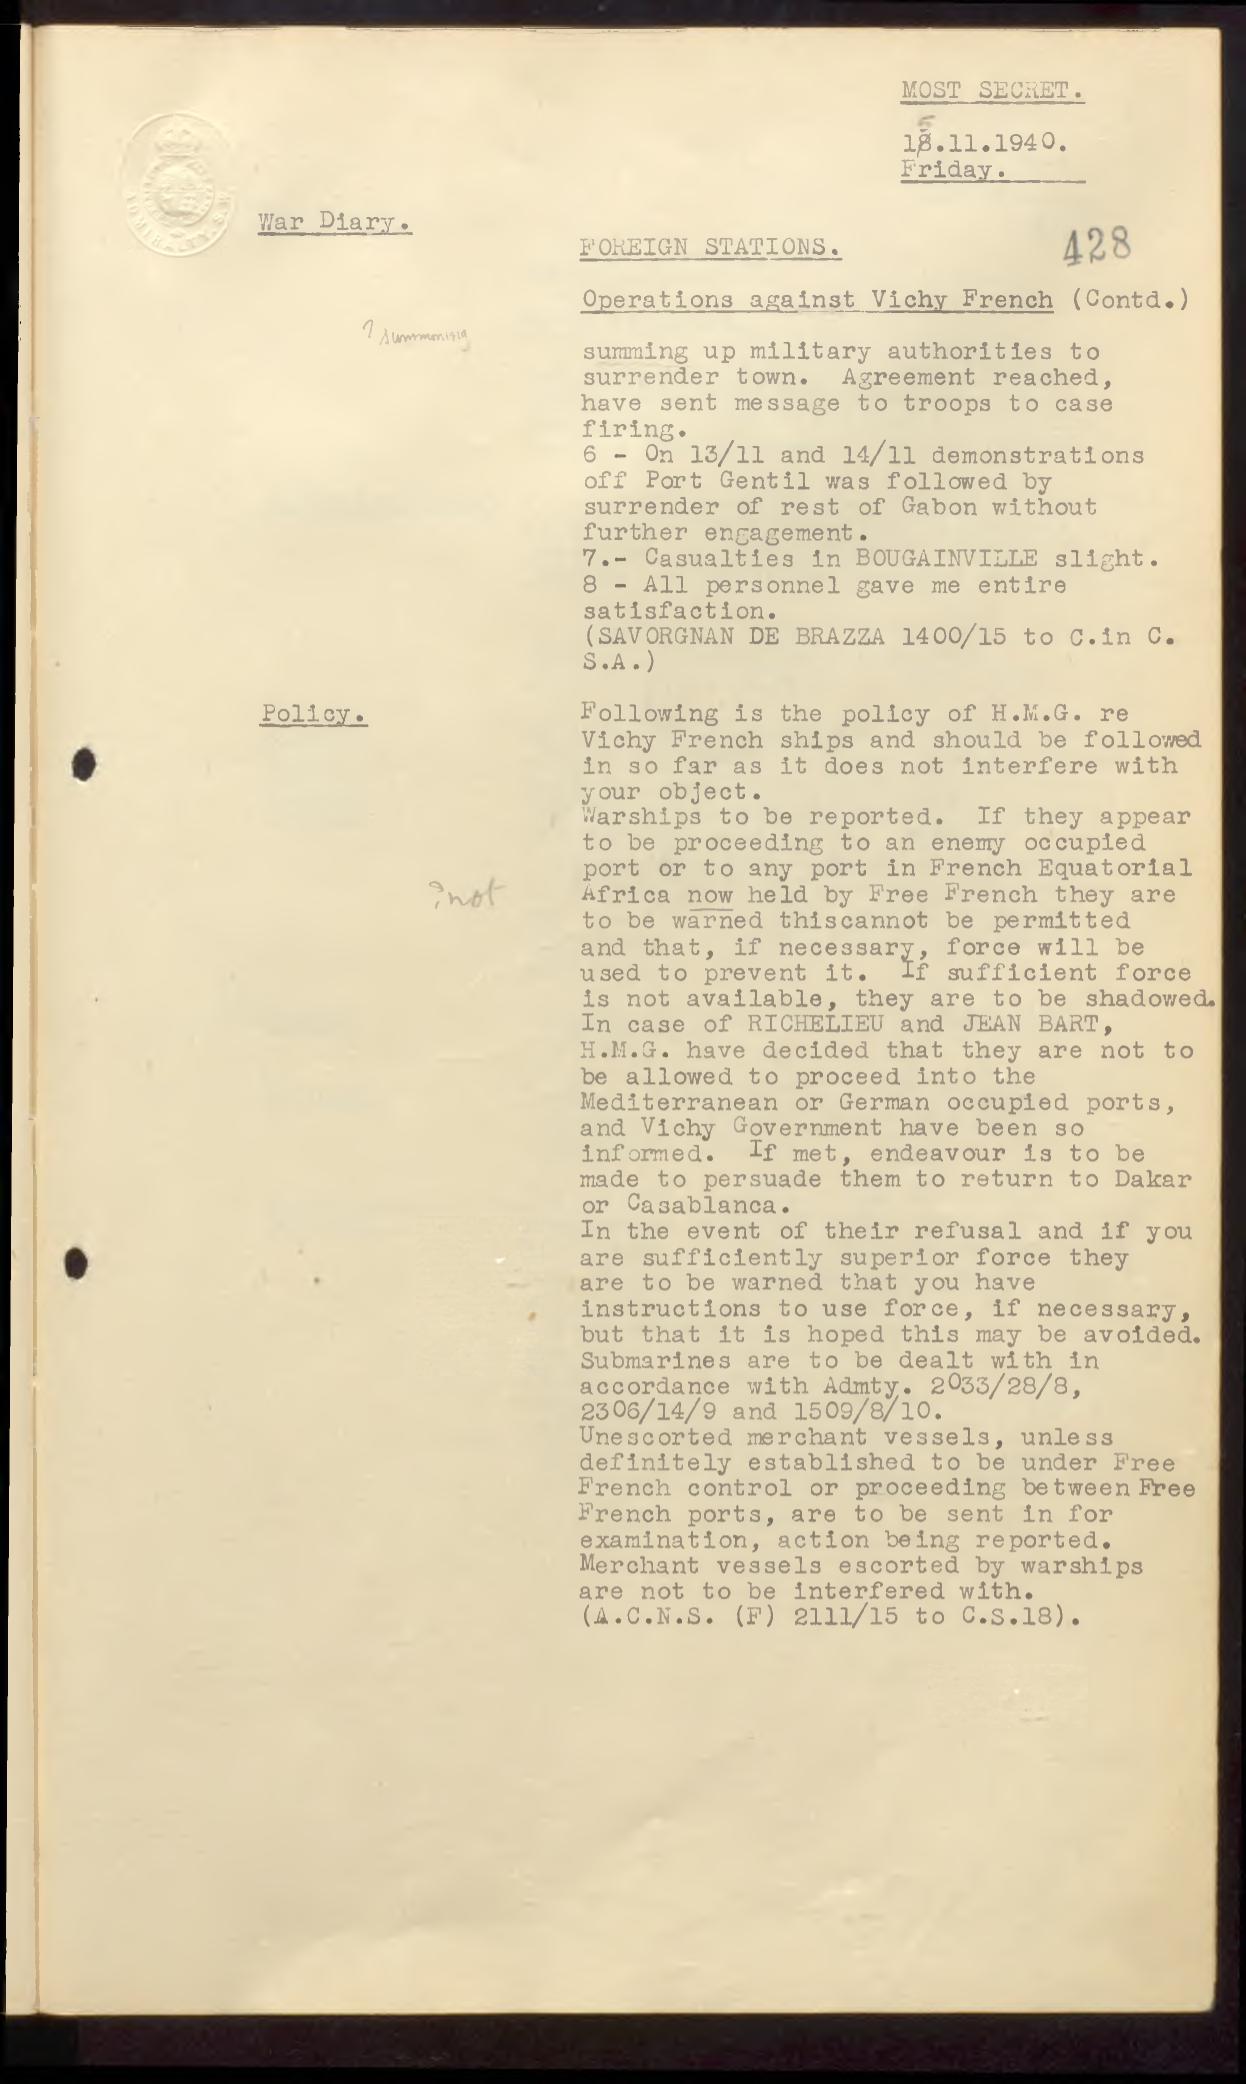 MOST SECRET.
15.11.1940.
Friday.
ADMIRALTY. S.W
War Diary.
FOREIGN STATIONS.
428
Operations against Vichy French (Contd.)
? summoning
summing up military authorities to
surrender town. Agreement reached,
have sent message to troops to case
firing.
6 - On 13/11 and 14/11 demonstrations
off Port Gentil was followed by
surrender of rest of Gabon without
further engagement.
7.- Casualties in BOUGAINVILLE slight.
8 - All personnel gave me entire
satisfaction.
(SAVORGNAN DE BRAZZA 1400/15 to C.in C.
S.A.)
Policy.
Following is the policy of H.M.G. re
Vichy French ships and should be followed
in so far as it does not interfere with
your object.
Warships to be reported. If they appear
to be proceeding to an enemy occupied
port or to any port in French Equatorial
?not
Africa now held by Free French they are
to be warned thiscannot be permitted
and that, if necessary, force will be
used to prevent it. If sufficient force
is not available, they are to be shadowed.
In case of RICHELIEU and JEAN BART,
H.M.G. have decided that they are not to
be allowed to proceed into the
Mediterranean or German occupied ports,
and Vichy Government have been so
informed. If met, endeavour is to be
made to persuade them to return to Dakar
or Casablanca.
In the event of their refusal and if you
are sufficiently superior force they
are to be warned that you have
instructions to use force, if necessary,
but that it is hoped this may be avoided.
Submarines are to be dealt with in
accordance with Admty. 2033/28/8,
2306/14/9 and 1509/8/10.
Unescorted merchant vessels, unless
definitely established to be under Free
French control or proceeding between Free
French ports, are to be sent in for
examination, action being reported.
Merchant vessels escorted by warships
are not to be interfered with.
(A.C.N.S. (F) 2111/15 to C.S.18).